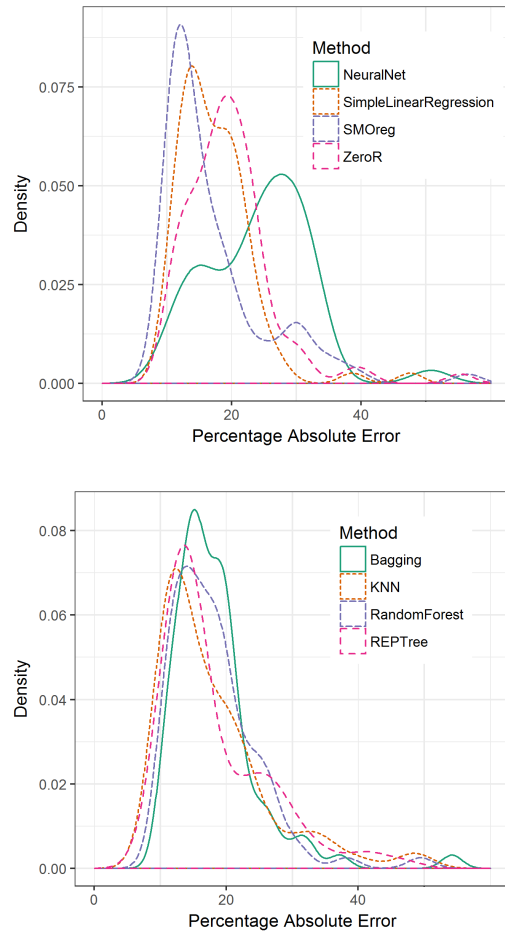 Method
NeuralNet
SimpleLinearRegression
SMOreg
ZeroR
0.075
0.050
0.025
0.000
Density
0
20
40
Percentage Absolute Error
Method
Bagging
KNN
RandomForest
REPTree
0.08
0.06
0.04
0.02
0.00
Density
0
20
40
Percentage Absolute Error